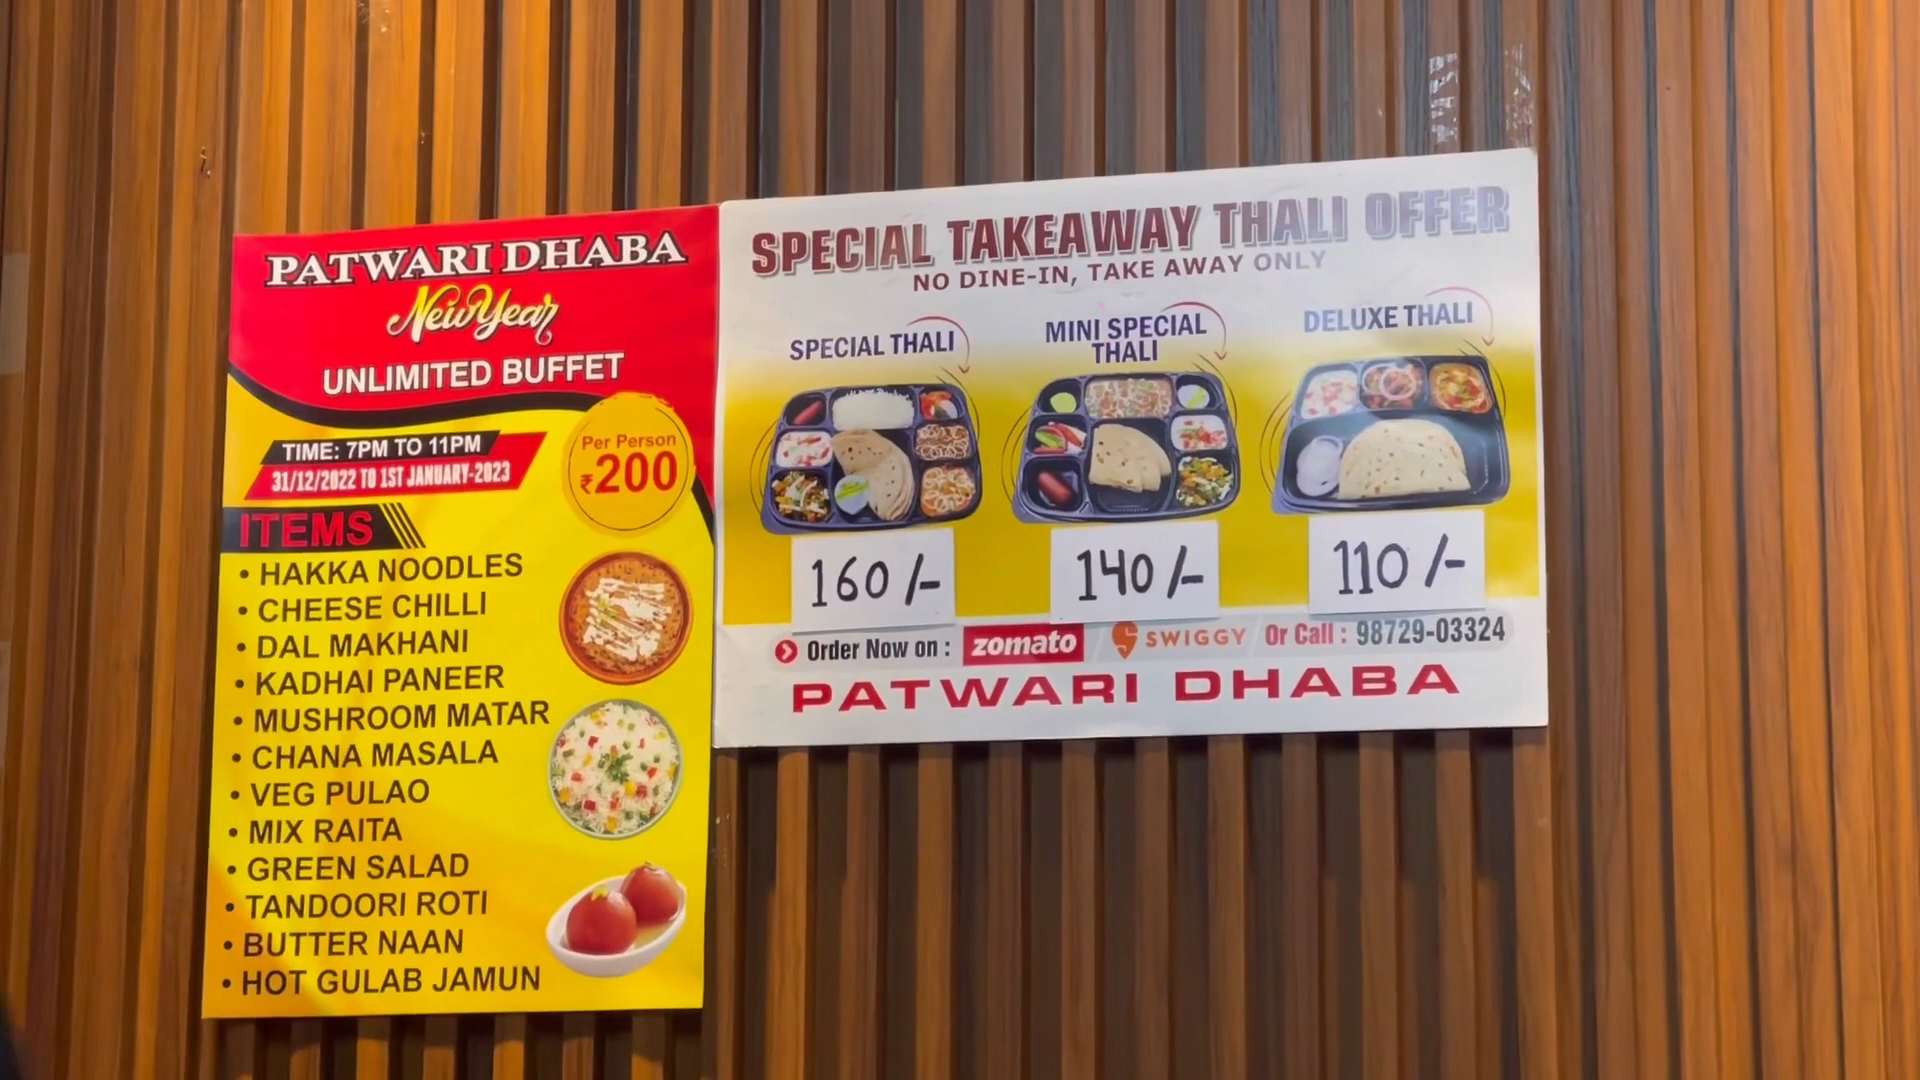 PATWARI DHABA
New Year
UNLIMITED BUFFET
TIME: 7PM TO 11PM
31/12/2022 TO 1ST JANUARY-2023
Per Person
₹200
ITEMS
• HAKKA NOODLES
• CHEESE CHILLI
• DAL MAKHANI
• KADHAI PANEER
• MUSHROOM MATAR
• CHANA MASALA
• VEG PULAO
• MIX RAITA
• GREEN SALAD
• TANDOORI ROTI
• BUTTER NAAN
• HOT GULAB JAMUN
SPECIAL TAKEAWAY THALI OFFER
NO DINE-IN, TAKE AWAY ONLY
SPECIAL THALI
160/-
MINI SPECIAL
THALI
140/-
DELUXE THALI
110/-
Order Now on : zomato SWIGGY Or Call : 98729-03324
PATWARI DHABA